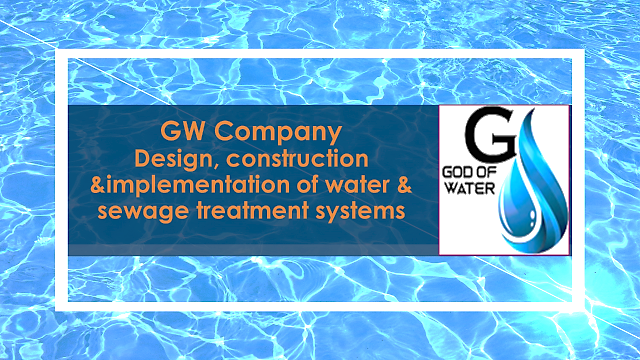 GW Company
Design, construction
&implementation of water &
sewage treatment systems
G
GOD OF
WATER